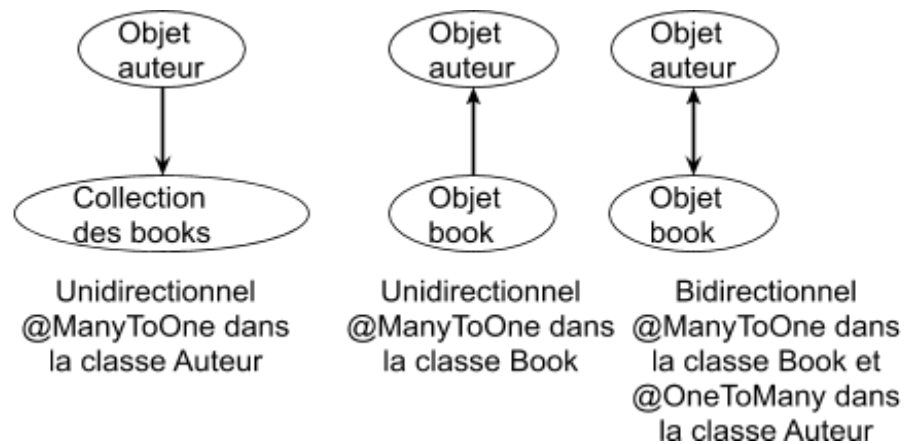 Objet
auteur
Collection
des books
Unidirectionnel
@ManyToOne dans
la classe Auteur
Objet
auteur
Objet
book
Unidirectionnel
@ManyToOne dans
la classe Book
Objet
auteur
Objet
book
Bidirectionnel
@ManyToOne dans
la classe Book et
@OneToMany dans
la classe Auteur